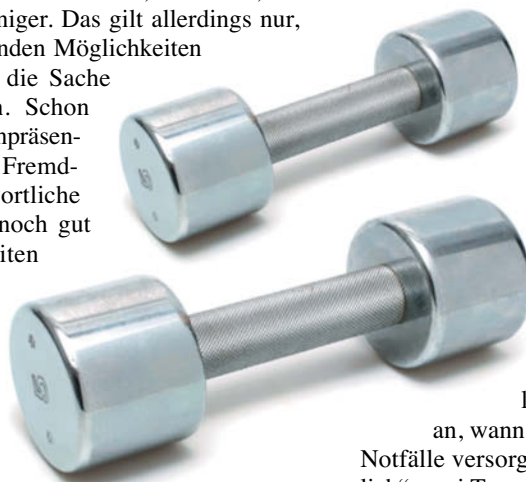 niger. Das gilt allerdings nur,
nden Möglichkeiten
die Sache
Schon
npräsen-
Fremd-
ortliche
noch gut
iten
an, wann
Notfälle versorg